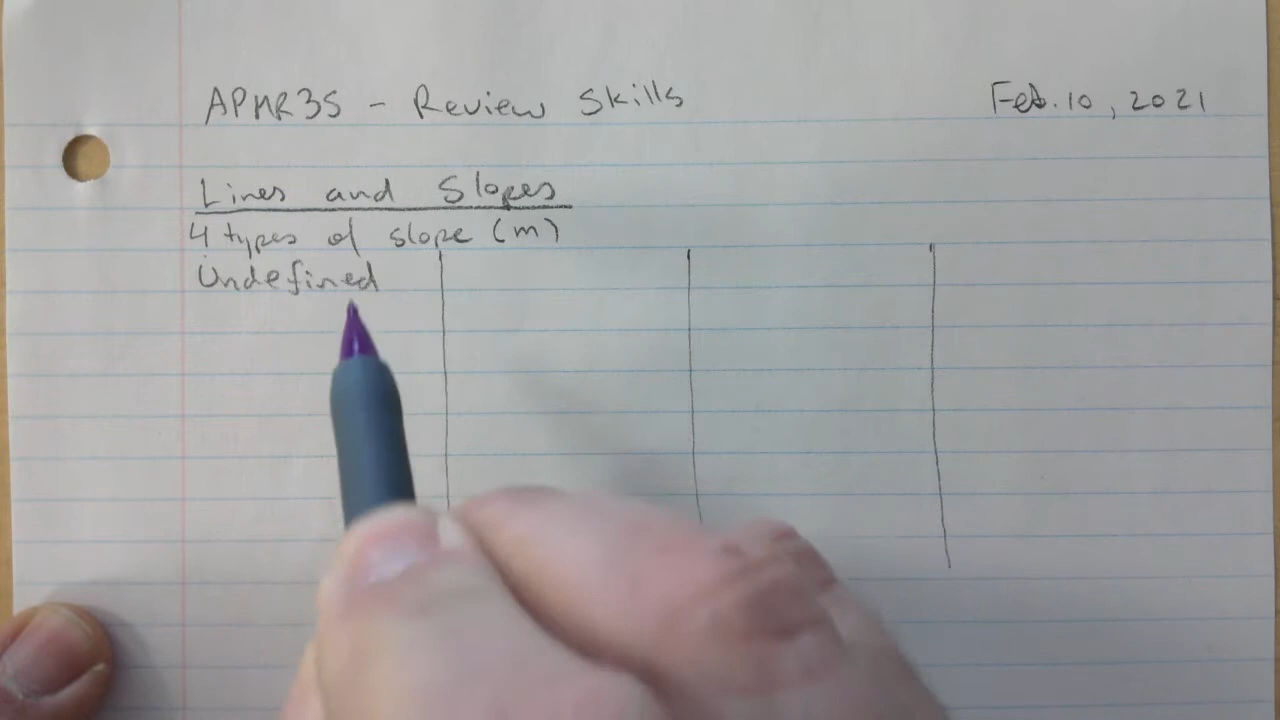 APMR3S - Review Skills
Feb. 10, 2021
Lines and Slopes
4 types of slope (m)
Undefined